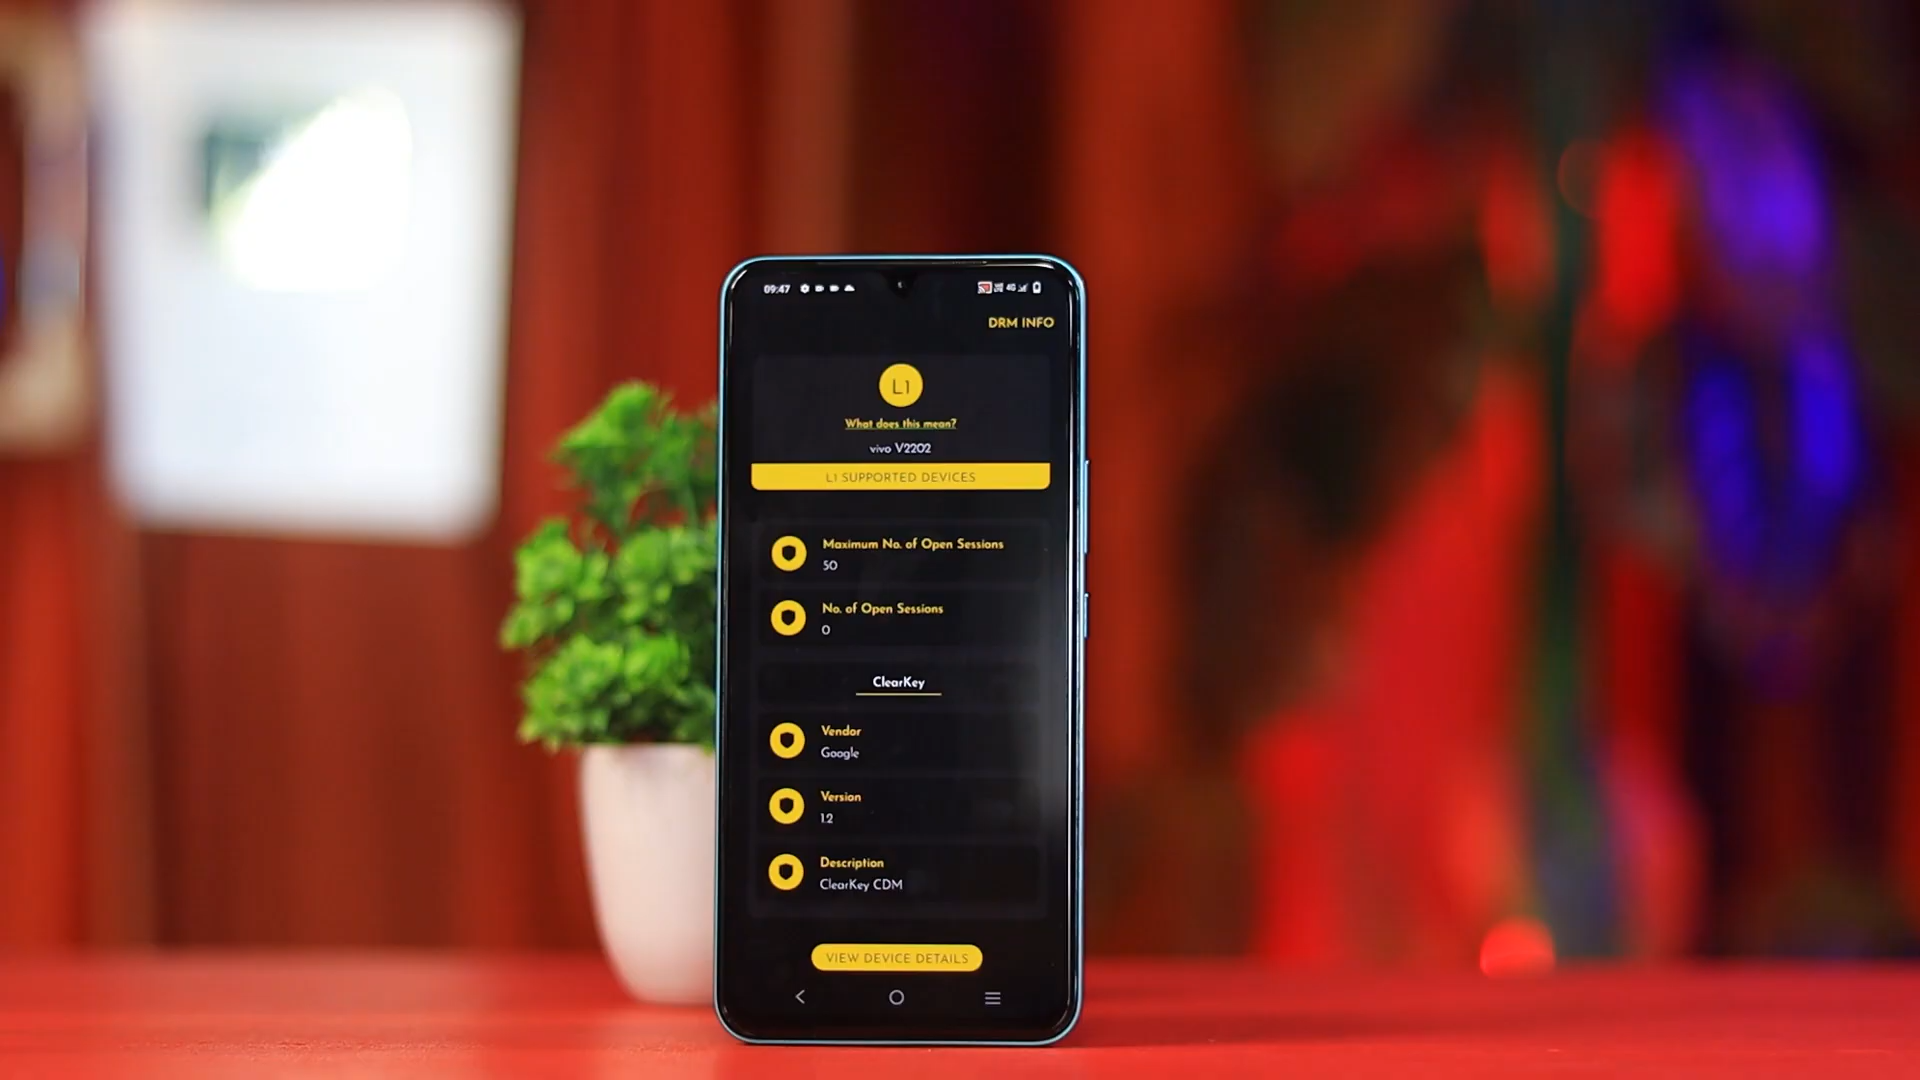 09:47
4G
DRM INFO
L1
What does this mean?
vivo V2202
L1 SUPPORTED DEVICES
Maximum No. of Open Sessions
50
No. of Open Sessions
0
ClearKey
Vendor
Google
Version
1.2
Description
ClearKey CDM
VIEW DEVICE DETAILS